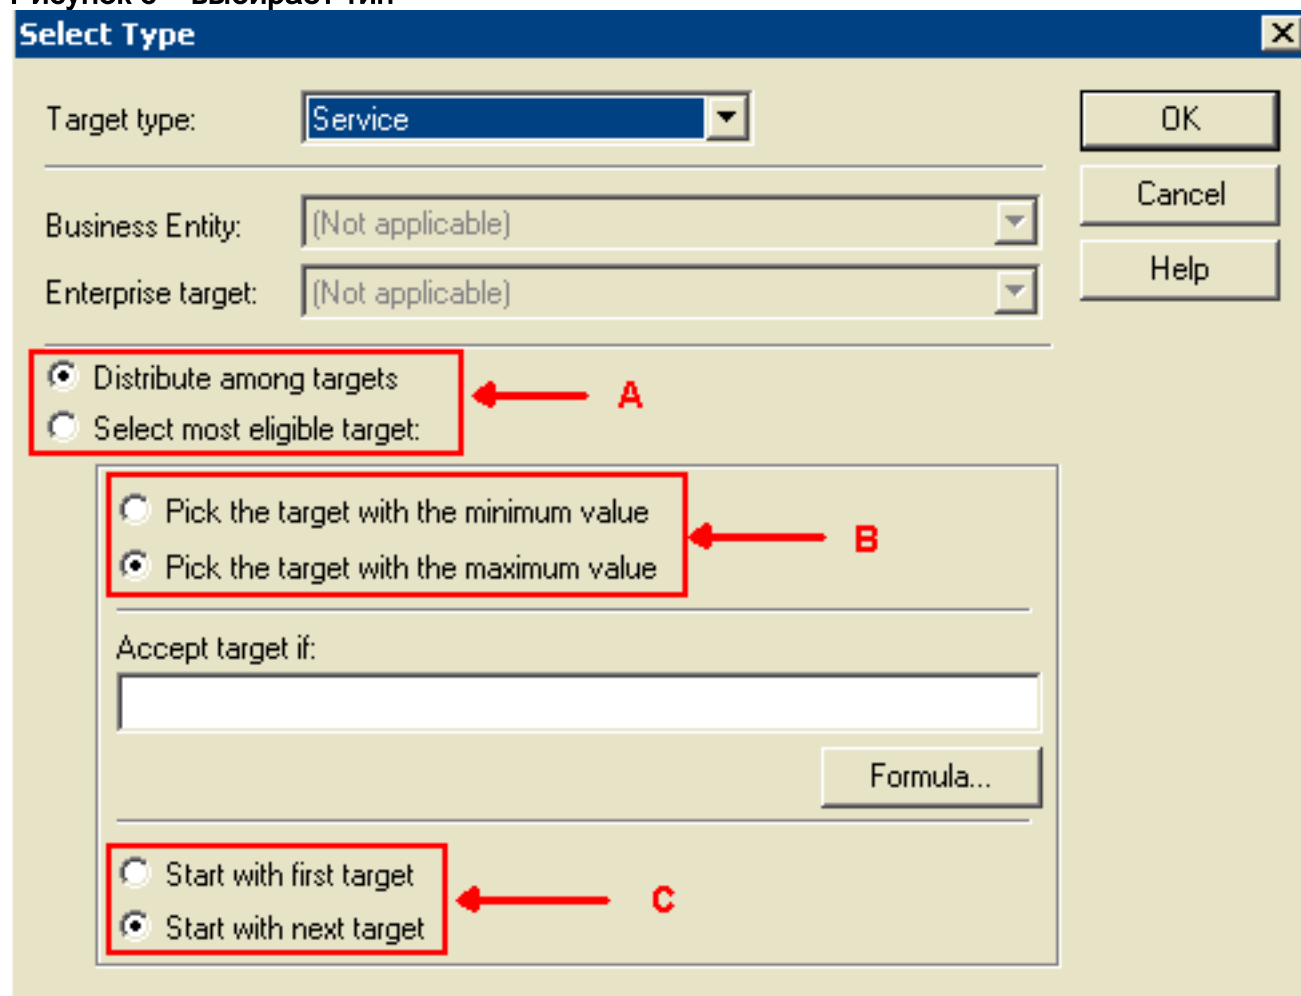 Select Type
Target type: Service
OK
Cancel
Business Entity: (Not applicable)
Help
Enterprise target: (Not applicable)
Distribute among targets
A
Select most eligible target:
Pick the target with the minimum value
B
Pick the target with the maximum value
Accept target if:
Formula...
Start with first target
C
Start with next target